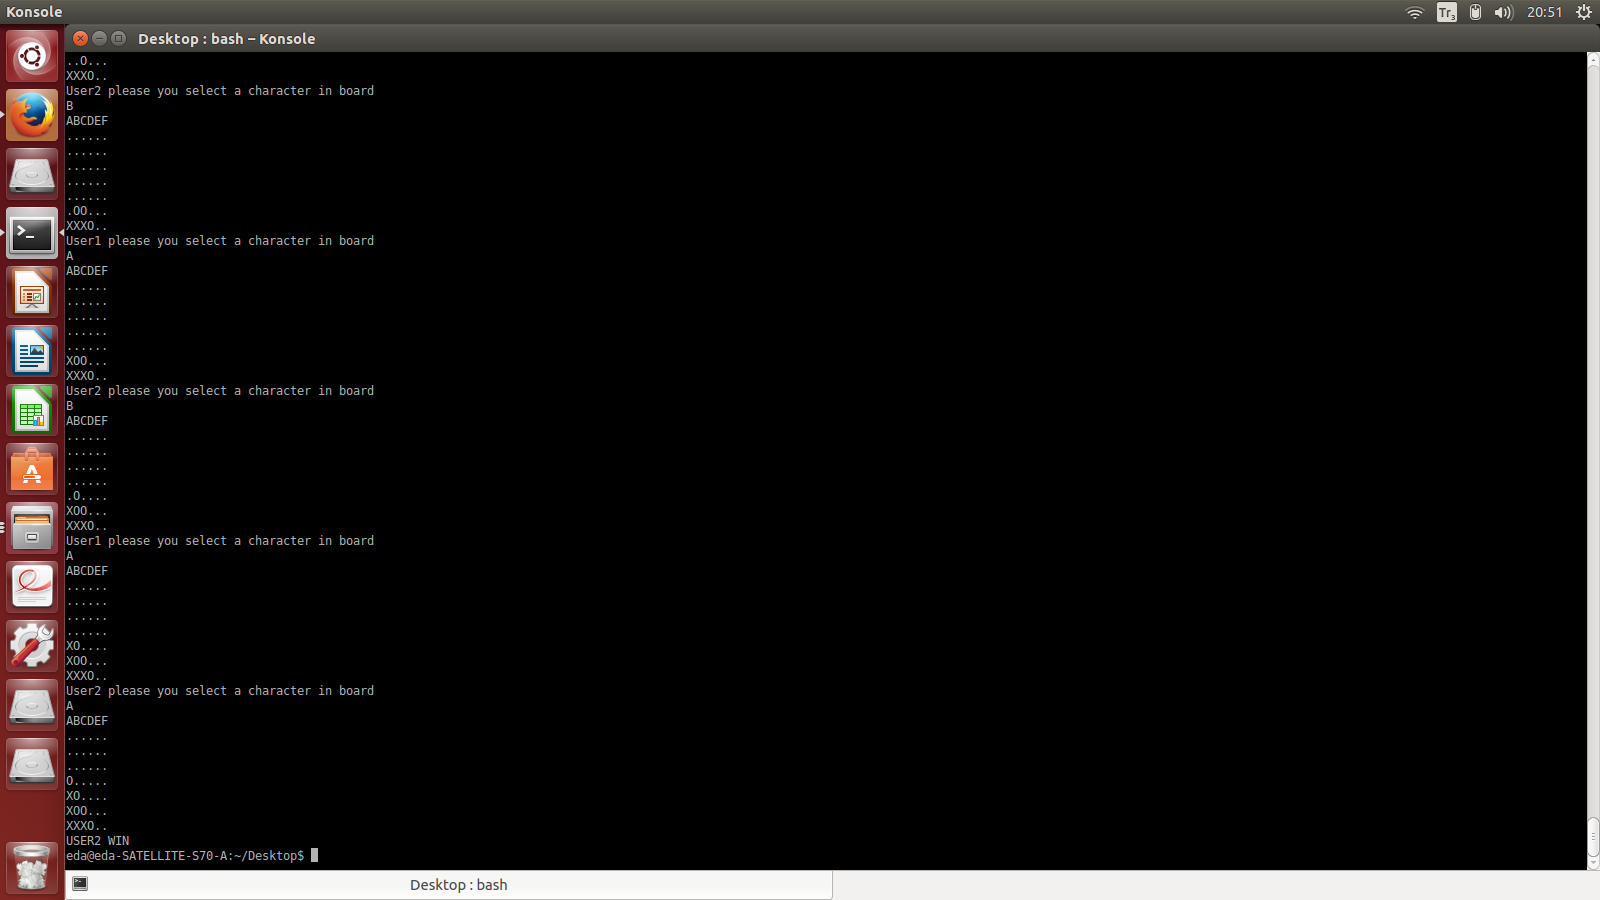 Konsole
Tr3
20:51
Desktop : bash – Konsole
..O...
XXXO..
User2 please you select a character in board
B
ABCDEF
......
......
......
......
......
.OO...
XXXO..
User1 please you select a character in board
A
ABCDEF
......
......
......
......
......
XOO...
XXXO..
User2 please you select a character in board
B
ABCDEF
......
......
......
......
.O....
XOO...
XXXO..
User1 please you select a character in board
A
ABCDEF
......
......
......
......
XO....
XOO...
XXXO..
User2 please you select a character in board
A
ABCDEF
......
......
......
O.....
XO....
XOO...
XXXO..
USER2 WIN
eda@eda-SATELLITE-S70-A:~/Desktop$
Desktop : bash